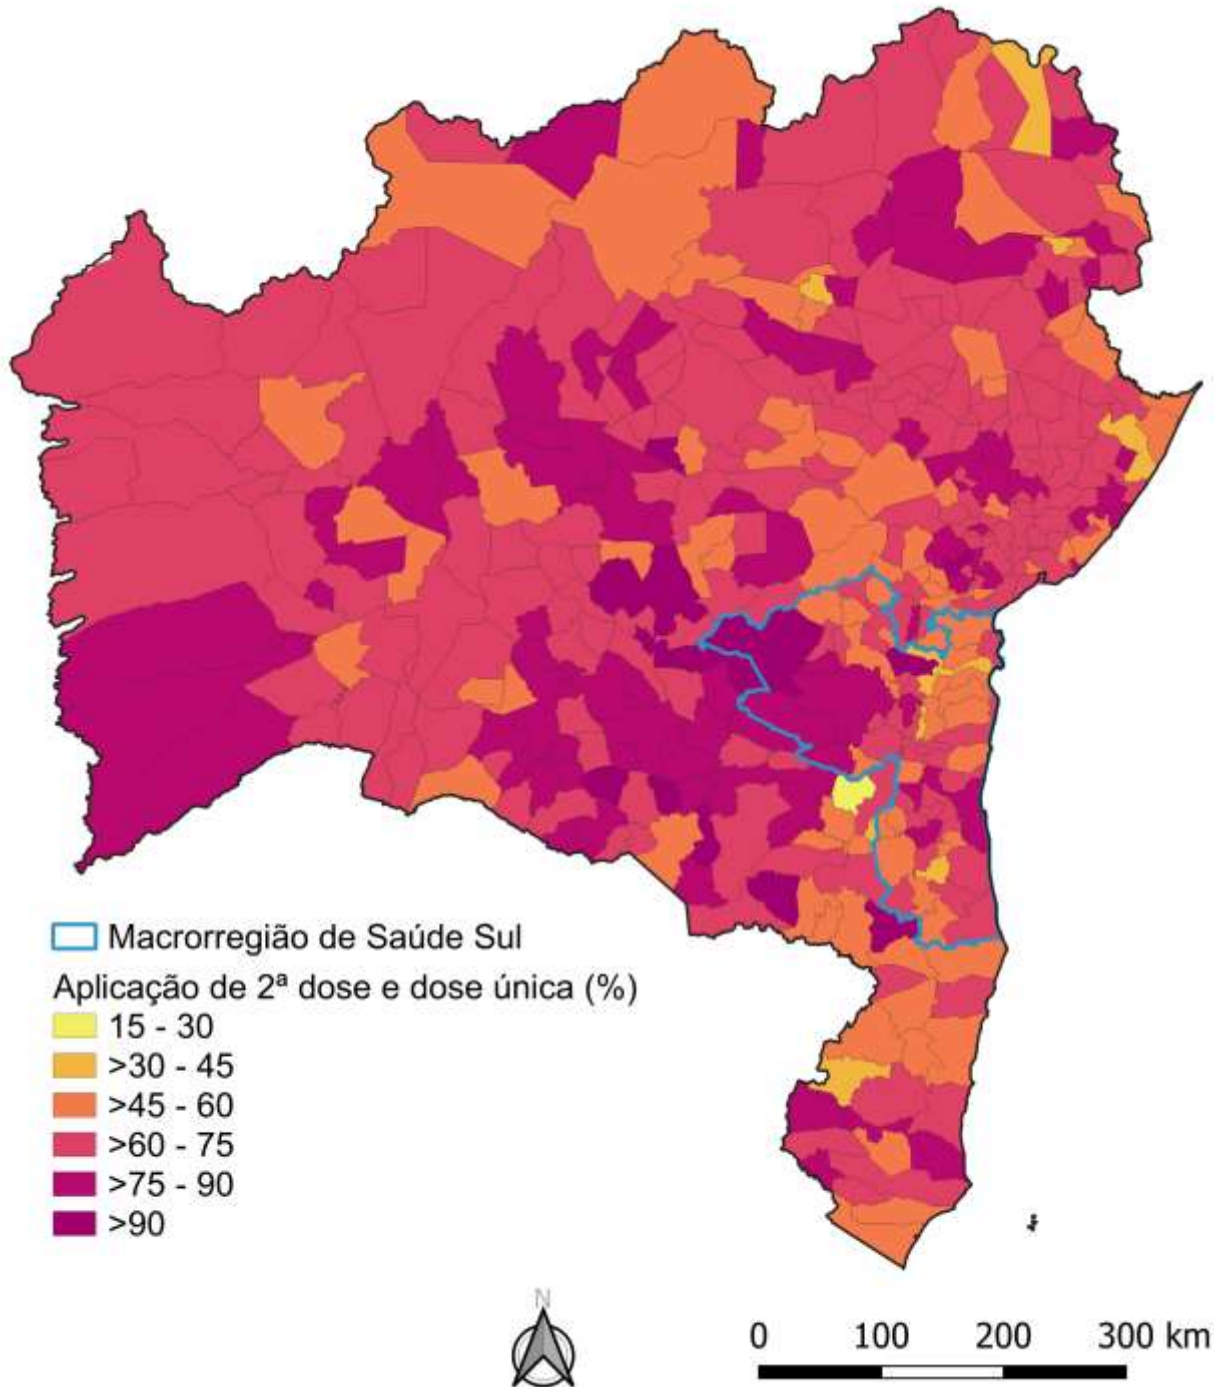 Macrorregião de Saúde Sul
Aplicação de 2ª dose e dose única (%)
15 - 30
>30 - 45
>45 - 60
>60 - 75
>75 - 90
>90
N
0 100 200 300 km